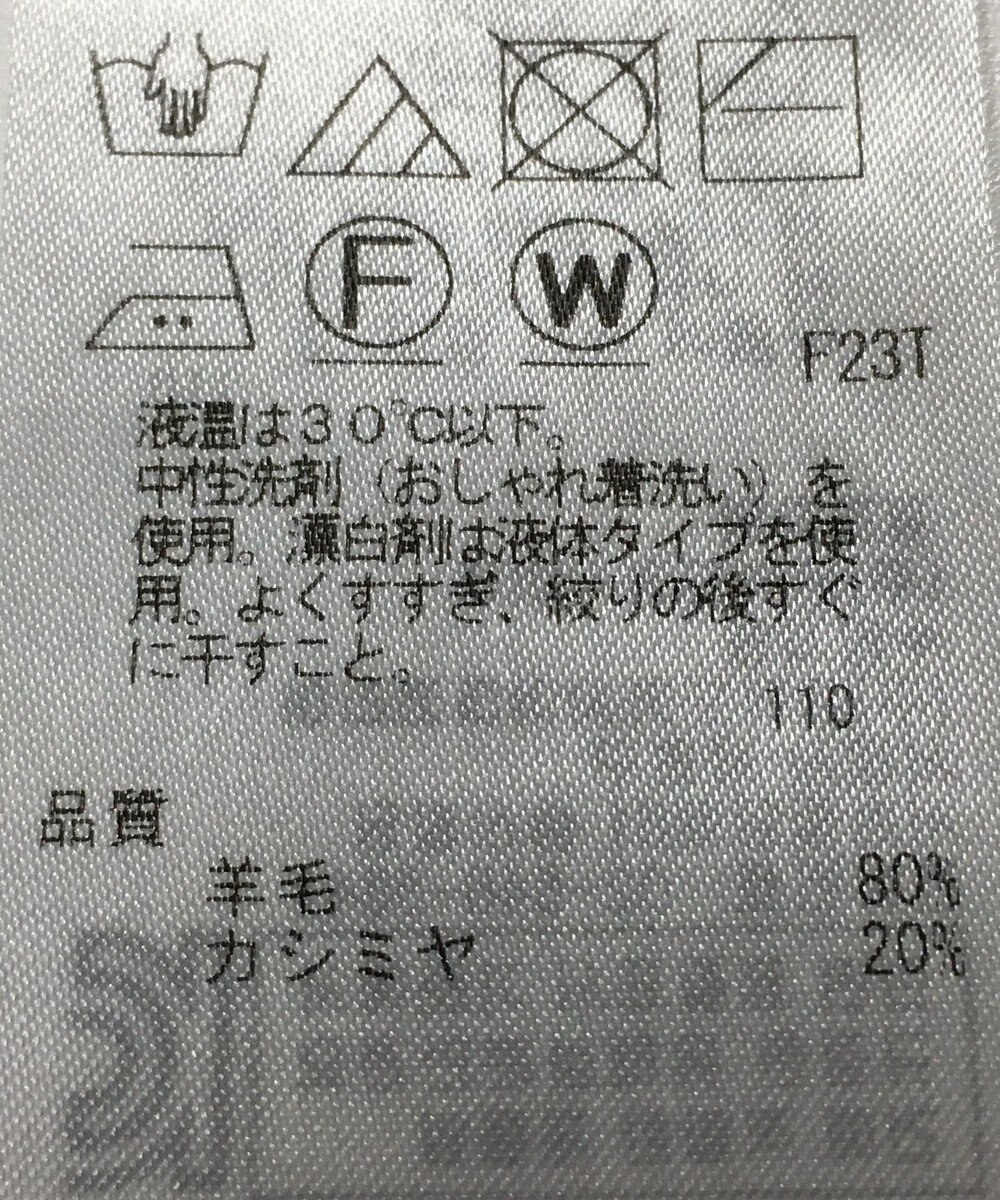 F
W
F23T
液温は30℃以下。
中性洗剤（おしゃれ着洗い）を
使用。漂白剤は液体タイプを使
用。よくすすぎ、絞りの後すぐ
に干すこと。
110
品質
羊毛 80%
カシミヤ 20%